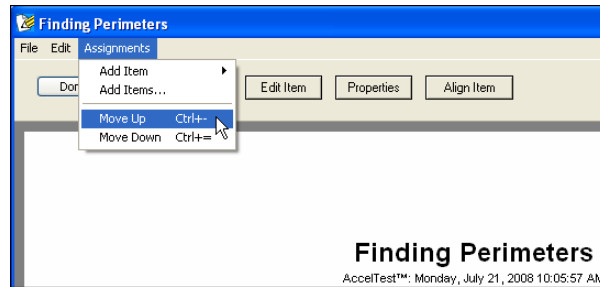 Finding Perimeters
File Edit Assignments
Add Item
Add Items...
Move Up Ctrl+-
Move Down Ctrl+=
Edit Item Properties Align Item
Finding Perimeters
AccelTest™: Monday, July 21, 2008 10:05:57 AM